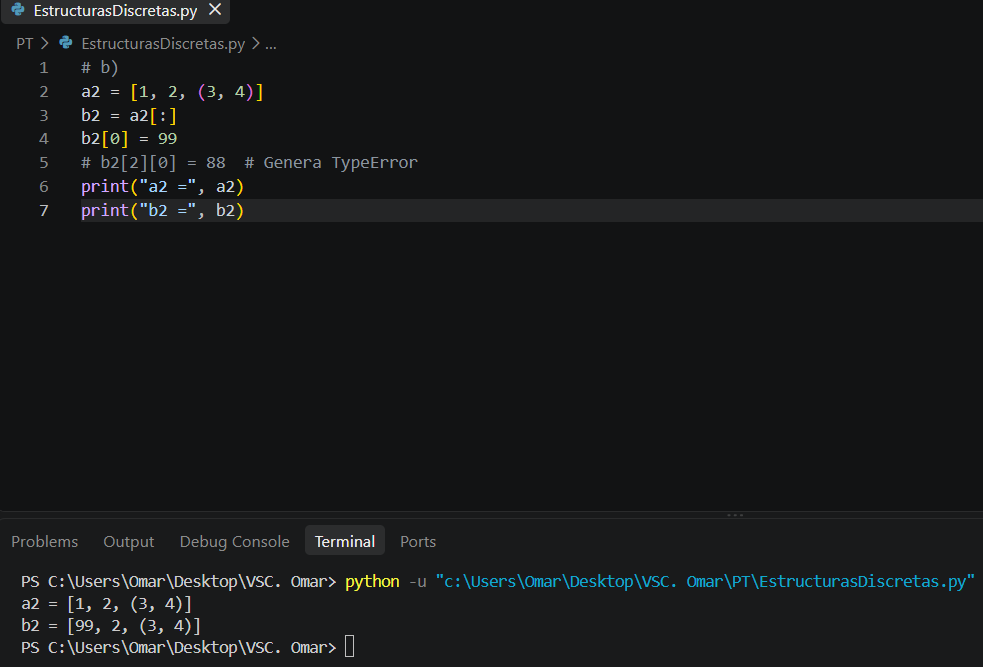 EstructurasDiscretas.py
PT > EstructurasDiscretas.py > ...
1 # b)
2 a2 = [1, 2, (3, 4)]
3 b2 = a2[:]
4 b2[0] = 99
5 # b2[2][0] = 88  # Genera TypeError
6 print("a2 =", a2)
7 print("b2 =", b2)
Problems Output Debug Console Terminal Ports
PS C:\Users\Omar\Desktop\VSC. Omar> python -u "c:\Users\Omar\Desktop\VSC. Omar\PT\EstructurasDiscretas.py"
a2 = [1, 2, (3, 4)]
b2 = [99, 2, (3, 4)]
PS C:\Users\Omar\Desktop\VSC. Omar>